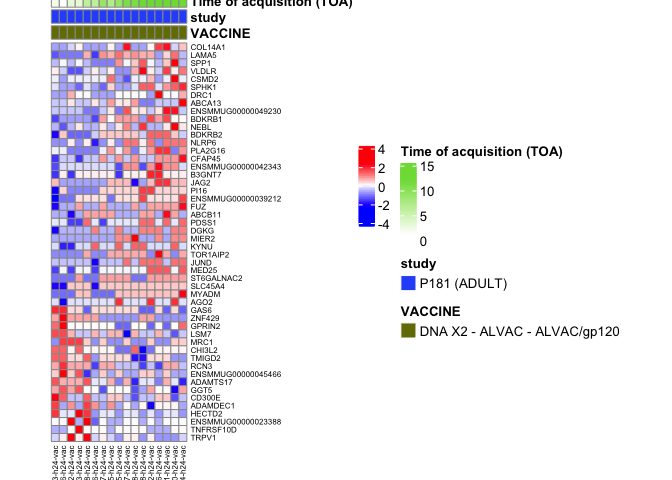 Time of acquisition (TOA)
study
VACCINE
COL14A1
LAMA5
SPP1
VLDLR
CSMD2
SPHK1
DRC1
ABCA13
ENSMMUG00000049230
BDKRB1
NEBL
BDKRB2
NLRP6
PLA2G16
CFAP45
ENSMMUG00000042343
B3GNT7
JAG2
PI16
ENSMMUG00000039212
FUZ
ABCB11
PDSS1
DGKG
MIER2
KYNU
TOR1AIP2
JUND
MED25
ST6GALNAC2
SLC45A4
MYADM
AGO2
GAS6
ZNF429
GPRIN2
LSM7
MRC1
CHI3L2
TMIGD2
RCN3
ENSMMUG00000045466
ADAMTS17
GGT5
CD300E
ADAMDEC1
HECTD2
ENSMMUG00000023388
TNFRSF10D
TRPV1
4
2
0
-2
-4
Time of acquisition (TOA)
15
10
5
0
study
P181 (ADULT)
VACCINE
DNA X2 - ALVAC - ALVAC/gp120